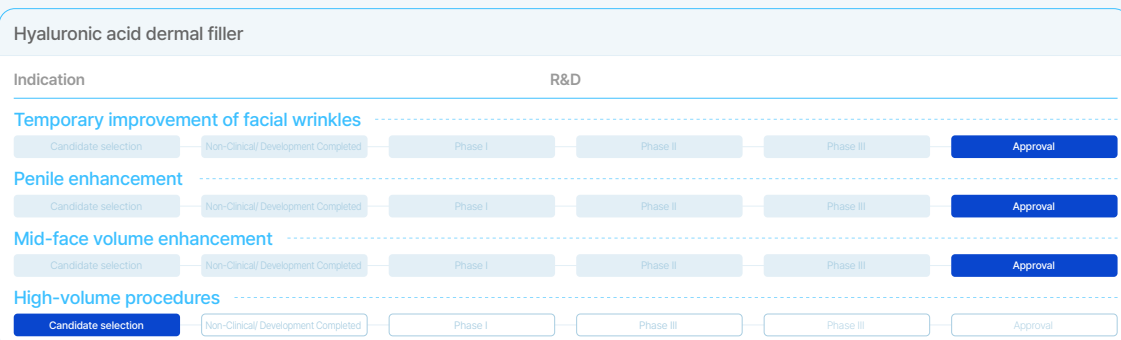 Hyaluronic acid dermal filler
Indication R&D
Temporary improvement of facial wrinkles
Candidate selection Non-Clinical/ Development Completed Phase I Phase II Phase III Approval
Penile enhancement
Candidate selection Non-Clinical/ Development Completed Phase I Phase II Phase III Approval
Mid-face volume enhancement
Candidate selection Non-Clinical/ Development Completed Phase I Phase II Phase III Approval
High-volume procedures
Candidate selection Non-Clinical/ Development Completed Phase I Phase III Phase III Approval